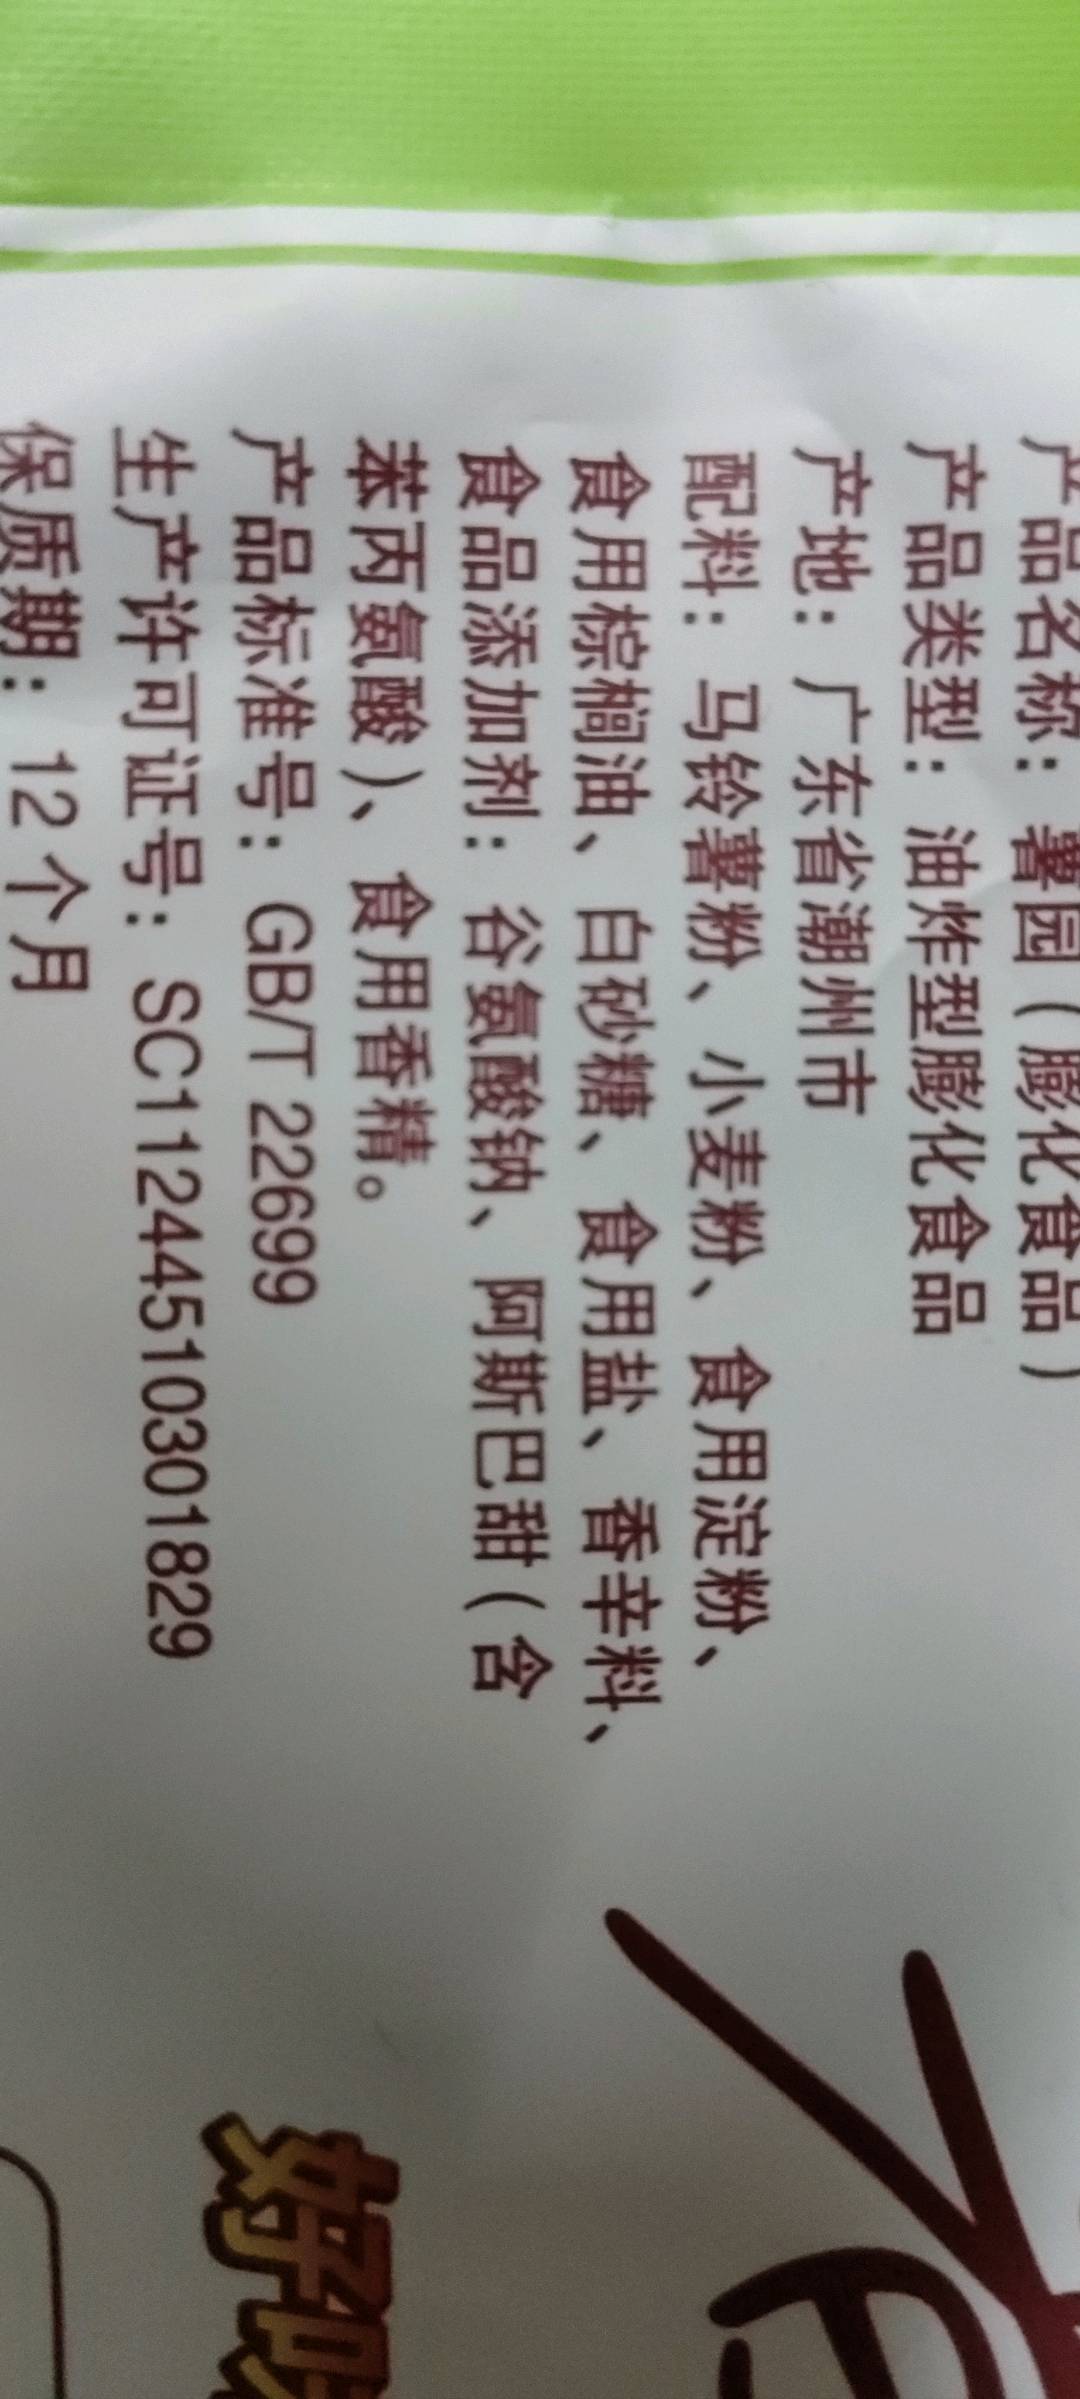 产品名称：薯园（膨化食品）
产品类型：油炸型膨化食品
产地：广东省潮州市
配料：马铃薯粉、小麦粉、食用淀粉、
食用棕榈油、白砂糖、食用盐、香辛料、
食品添加剂：谷氨酸钠、阿斯巴甜（含
苯丙氨酸）、食用香精。
产品标准号：GB/T 22699
生产许可证号：SC11244510301829
保质期：12个月
好吃